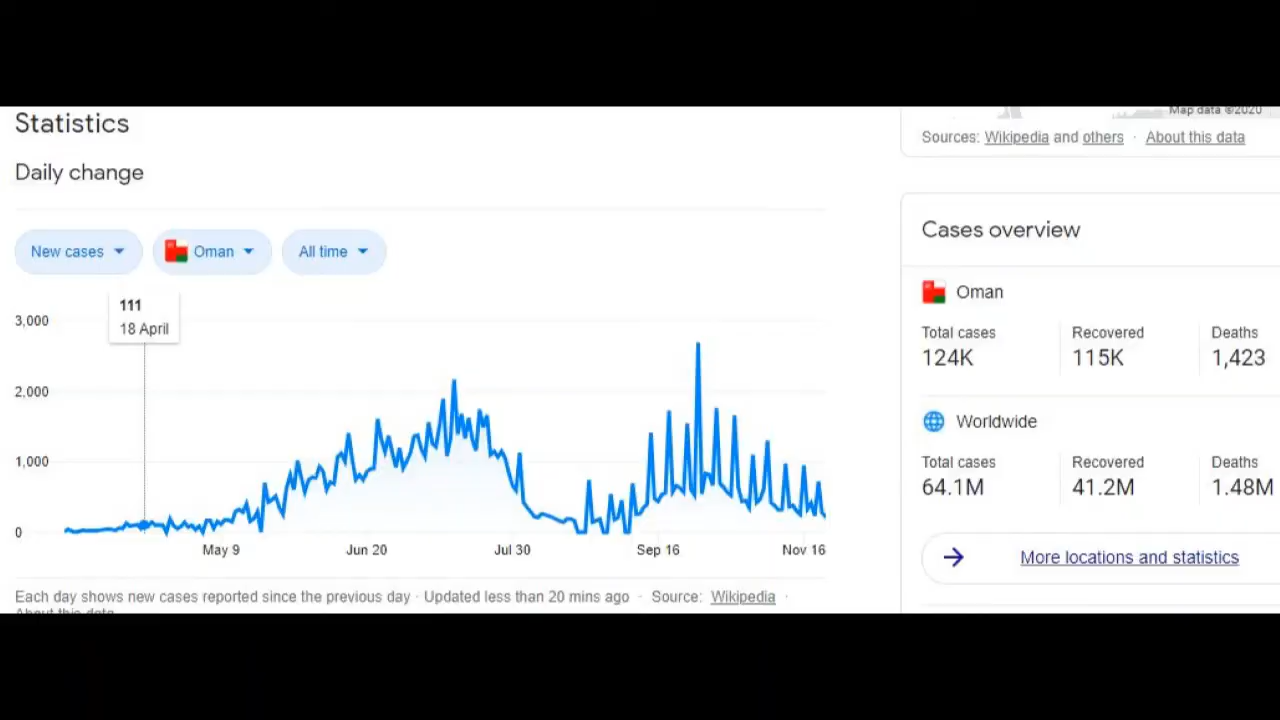 Statistics
Daily change
New cases
Oman
All time
111
18 April
3,000
2,000
1,000
0
May 9
Jun 20
Jul 30
Sep 16
Nov 16
Each day shows new cases reported since the previous day · Updated less than 20 mins ago · Source: Wikipedia ·
About this data
Map data ©2020
Sources: Wikipedia and others · About this data
Cases overview
Oman
Total cases Recovered Deaths
124K 115K 1,423
Worldwide
Total cases Recovered Deaths
64.1M 41.2M 1.48M
More locations and statistics